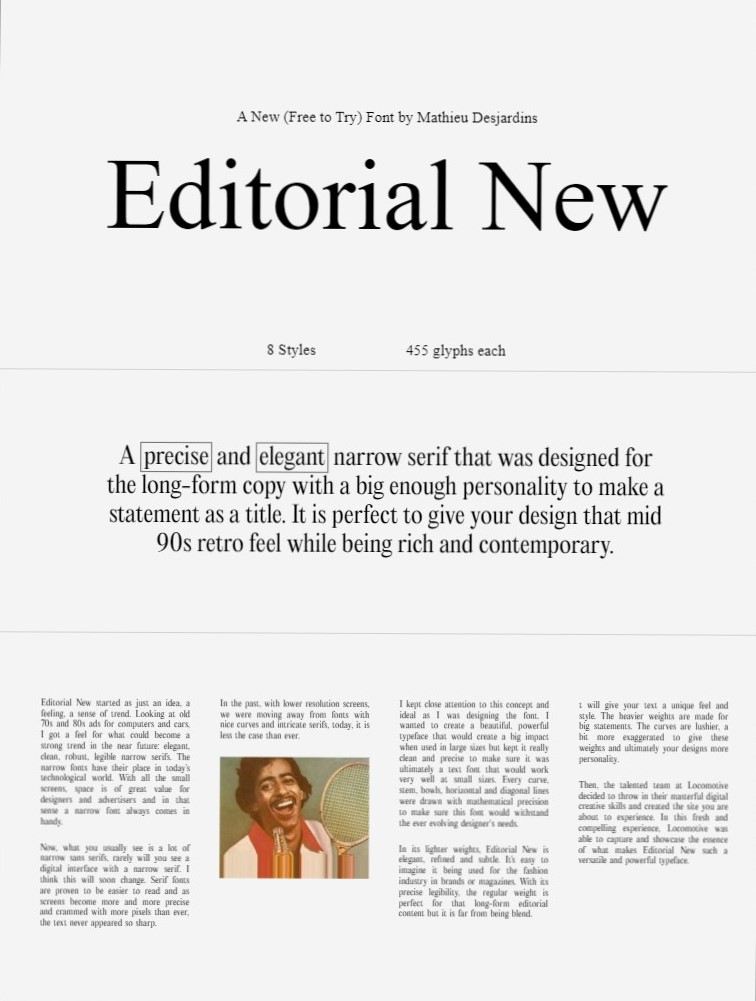 A New (Free to Try) Font by Mathieu Desjardins
Editorial New
8 Styles
455 glyphs each
A precise and elegant narrow serif that was designed for
the long-form copy with a big enough personality to make a
statement as a title. It is perfect to give your design that mid
90s retro feel while being rich and contemporary.
Editorial New started as just an idea, a
feeling, a sense of trend. Looking at old
70s and 80s ads for computers and cars,
I got a feel for what could become a
strong trend in the near future: elegant,
clean, robust, legible narrow serifs. The
narrow fonts have their place in today's
technological world. With all the small
screens, space is of great value for
designers and advertisers and in that
sense a narrow font always comes in
handy.
Now, what you usually see is a lot of
narrow sans serifs, rarely will you see a
digital interface with a narrow serif. I
think this will soon change. Serif fonts
are proven to be easier to read and as
screens become more and more precise
and crammed with more pixels than ever,
the text never appeared so sharp.
In the past, with lower resolution screens,
we were moving away from fonts with
nice curves and intricate serifs, today, it is
less the case than ever.
I kept close attention to this concept and
ideal as I was designing the font. I
wanted to create a beautiful, powerful
typeface that would create a big impact
when used in large sizes but kept it really
clean and precise to make sure it was
ultimately a text font that would work
very well at small sizes. Every curve,
stem, bowls, horizontal and diagonal lines
were drawn with mathematical precision
to make sure this font would withstand
the ever evolving designer's needs.
In its lighter weights, Editorial New is
elegant, refined and subtle. It's easy to
imagine it being used for the fashion
industry in brands or magazines. With its
precise legibility, the regular weight is
perfect for that long-form editorial
content but it is far from being blend.
t will give your text a unique feel and
style. The heavier weights are made for
big statements. The curves are lushier, a
bit more exaggerated to give these
weights and ultimately your designs more
personality.
Then, the talented team at Locomotive
decided to throw in their masterful digital
creative skills and created the site you are
about to experience. In this fresh and
compelling experience, Locomotive was
able to capture and showcase the essence
of what makes Editorial New such a
versatile and powerful typeface.